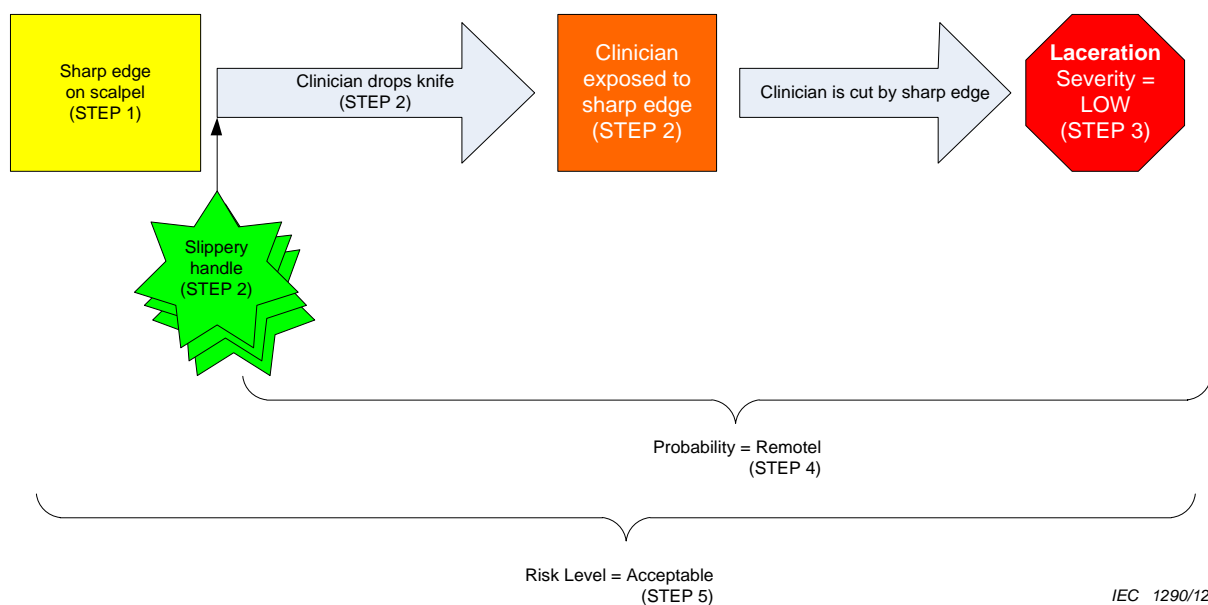 Sharp edge
on scalpel
(STEP 1)
Clinician drops knife
(STEP 2)
Clinician
exposed to
sharp edge
(STEP 2)
Clinician is cut by sharp edge
Laceration
Severity =
LOW
(STEP 3)
Slippery
handle
(STEP 2)
Probability = Remotel
(STEP 4)
Risk Level = Acceptable
(STEP 5)
IEC 1290/12